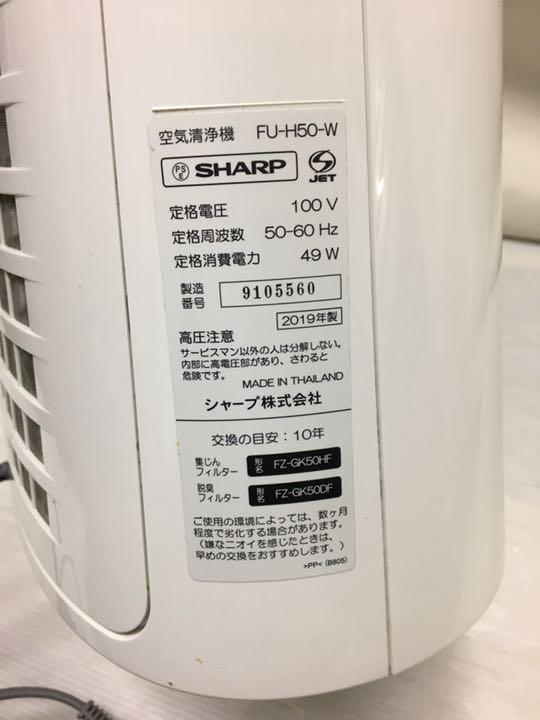 空気清浄機 FU-H50-W
PS E SHARP S JET
定格電圧 100 V
定格周波数 50-60 Hz
定格消費電力 49 W
製造番号 9105560
2019年製
高圧注意
サービスマン以外の人は分解しない。
内部に高電圧部があり、さわると
危険です。
MADE IN THAILAND
シャープ株式会社
交換の目安：10年
集じんフィルター 形名 FZ-GK50HF
脱臭フィルター 形名 FZ-GK50DF
ご使用の環境によっては、数ヶ月
程度で劣化する場合があります。
（嫌なニオイを感じたときは、
早めの交換をおすすめします。）
>PP< (B805)